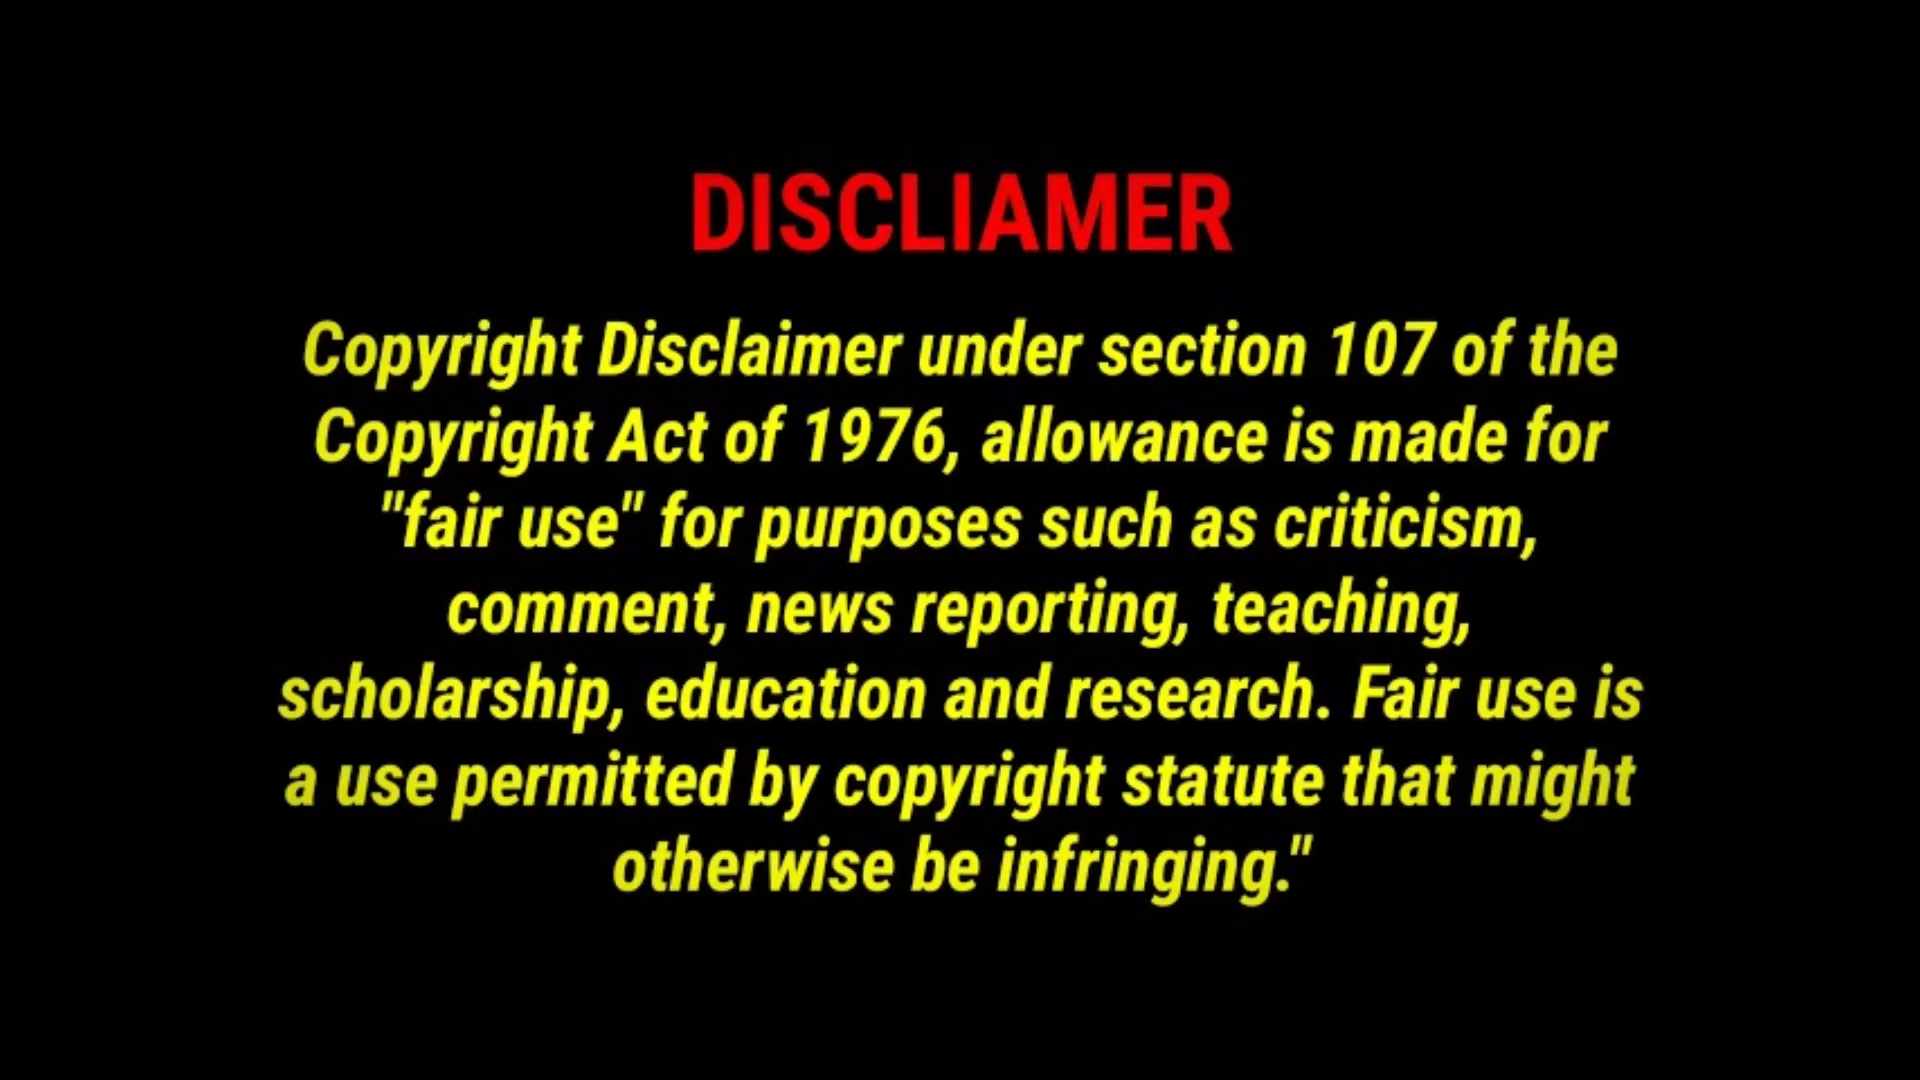 DISCLIAMER
Copyright Disclaimer under section 107 of the
Copyright Act of 1976, allowance is made for
"fair use" for purposes such as criticism,
comment, news reporting, teaching,
scholarship, education and research. Fair use is
a use permitted by copyright statute that might
otherwise be infringing."